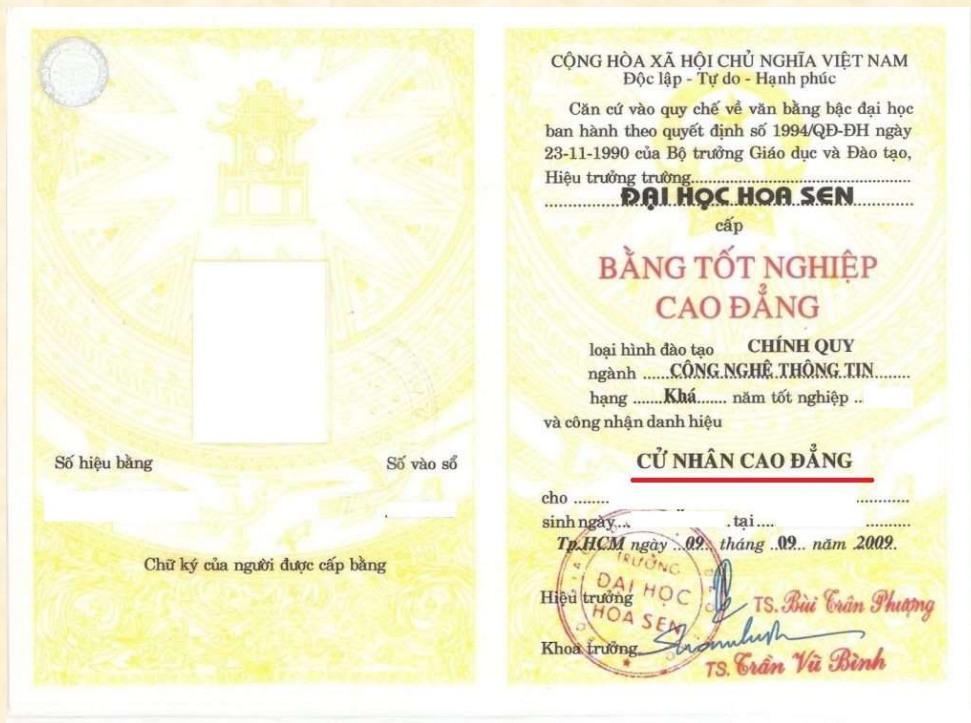 Số hiệu bằng
Số vào sổ
Chữ ký của người được cấp bằng
CỘNG HÒA XÃ HỘI CHỦ NGHĨA VIỆT NAM
Độc lập - Tự do - Hạnh phúc
Căn cứ vào quy chế về văn bằng bậc đại học
ban hành theo quyết định số 1994/QĐ-ĐH ngày
23-11-1990 của Bộ trưởng Giáo dục và Đào tạo,
Hiệu trưởng trường
ĐẠI HỌC HOA SEN
cấp
BẰNG TỐT NGHIỆP
CAO ĐẲNG
loại hình đào tạo CHÍNH QUY
ngành ......CÔNG NGHỆ THÔNG TIN.......
hạng .......Khá....... năm tốt nghiệp ..
và công nhận danh hiệu
CỬ NHÂN CAO ĐẲNG
cho ........
sinh ngày... . tại ....
Tp.HCM ngày ..09.. tháng ..09.. năm 2009.
Hiệu trưởng
TRƯỜNG
ĐẠI HỌC
HOA SEN
TS. Bùi Trân Phượng
Khoa trưởng
TS. Trần Vũ Bình